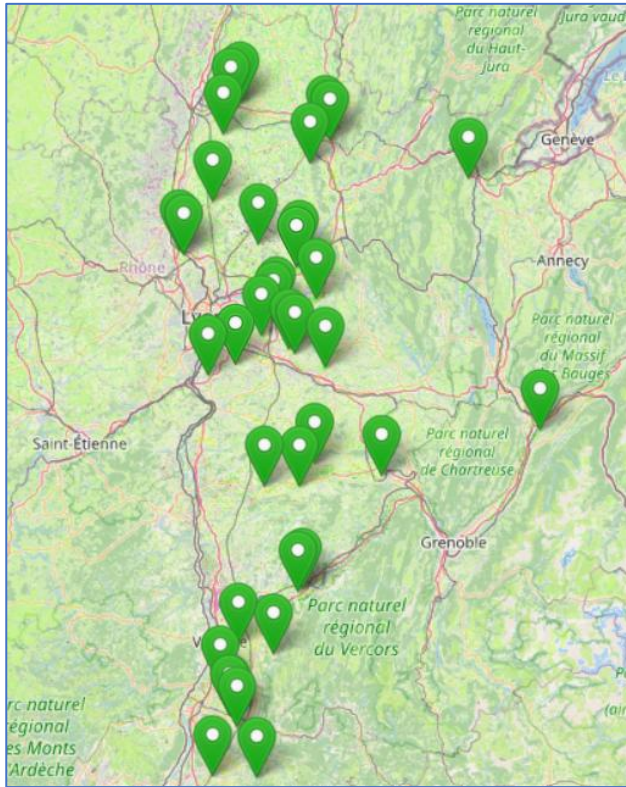 Parc naturel
régional
du Haut-
Jura
Jura vaud
Genève
Rhône
Annecy
Parc naturel
régional
du Massif
Bauges
Saint-Étienne
Parc naturel
régional
de Chartreuse
Grenoble
Parc naturel
régional
du Vercors
rc naturel
égional
es Monts
'Ardèche